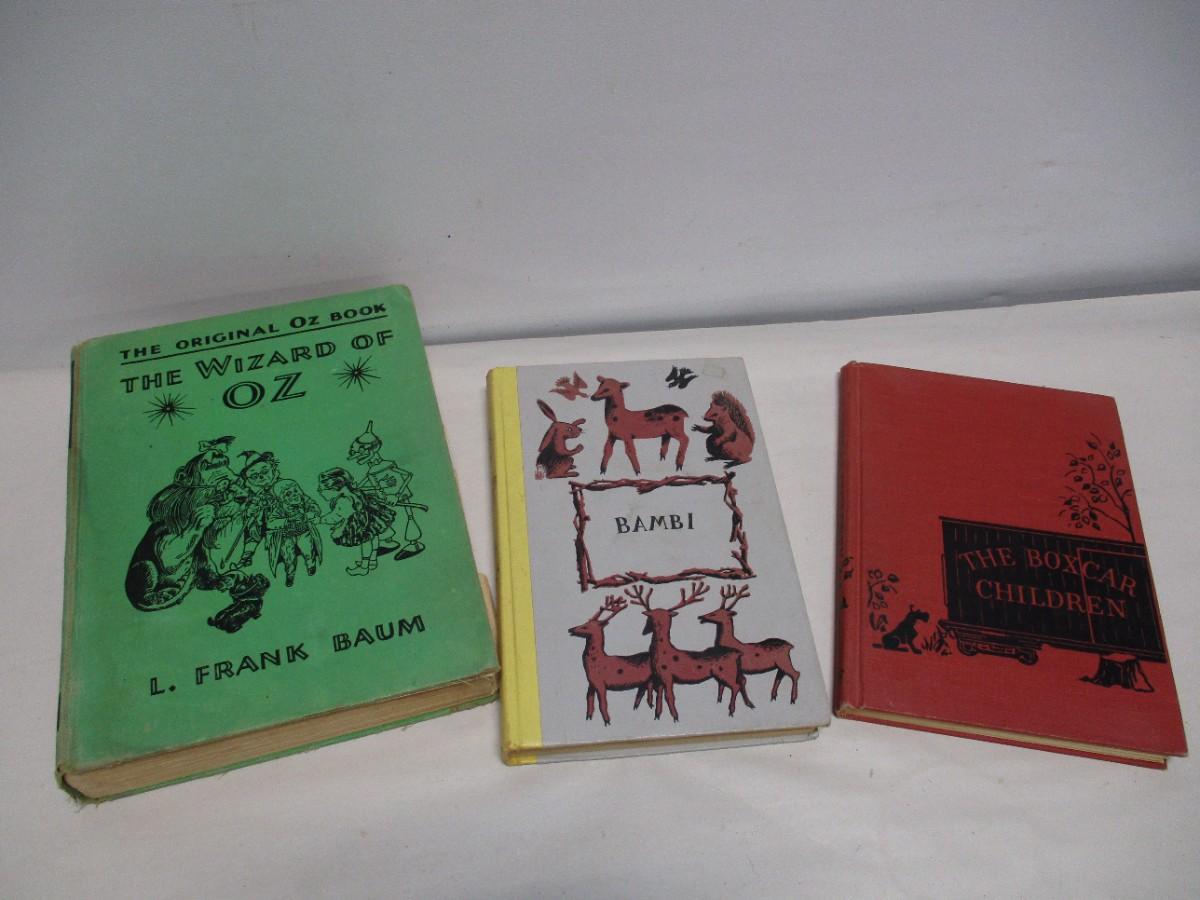 THE ORIGINAL OZ BOOK
THE WIZARD OF
OZ
L. FRANK BAUM
BAMBI
THE BOXCAR
CHILDREN